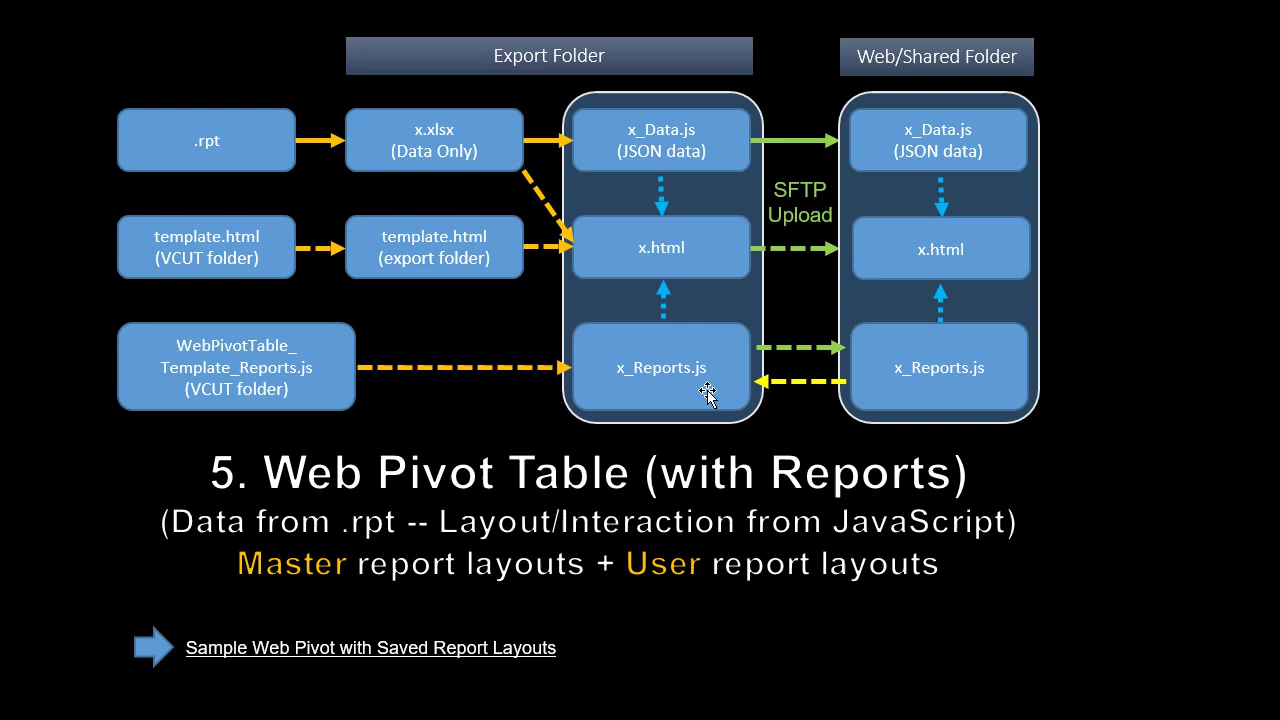 Export Folder
Web/Shared Folder
.rpt
x.xlsx
(Data Only)
x_Data.js
(JSON data)
x_Data.js
(JSON data)
SFTP
Upload
template.html
(VCUT folder)
template.html
(export folder)
x.html
x.html
WebPivotTable_
Template_Reports.js
(VCUT folder)
x_Reports.js
x_Reports.js
5. Web Pivot Table (with Reports)
(Data from .rpt -- Layout/Interaction from JavaScript)
Master report layouts + User report layouts
Sample Web Pivot with Saved Report Layouts